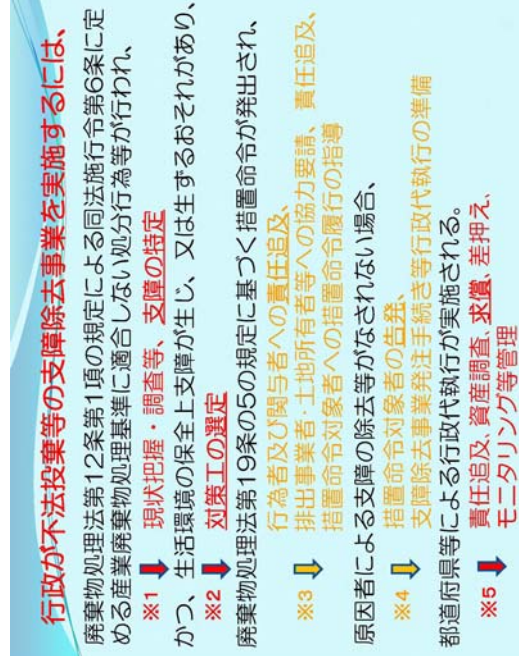 行政が不法投棄等の支障除去事業を実施するには、
廃棄物処理法第12条第1項の規定による同法施行令第6条に定
める産業廃棄物処理基準に適合しない処分行為等が行われ、
※1 ➡ 現状把握・調査等、支障の特定
かつ、生活環境の保全上支障が生じ、又は生ずるおそれがあり、
※2 ➡ 対策工の選定
廃棄物処理法第19条の5の規定に基づく措置命令が発出され、
行為者及び関与者への責任追及、
※3 ➡ 排出事業者・土地所有者等への協力要請、責任追及、
措置命令対象者への措置命令履行の指導
原因者による支障の除去等がなされない場合、
※4 ➡ 措置命令対象者の告発、
支障除去事業発注手続き等行政代執行の準備
都道府県等による行政代執行が実施される。
※5 ➡ 責任追及、資産調査、求償、差押え、
モニタリング等管理